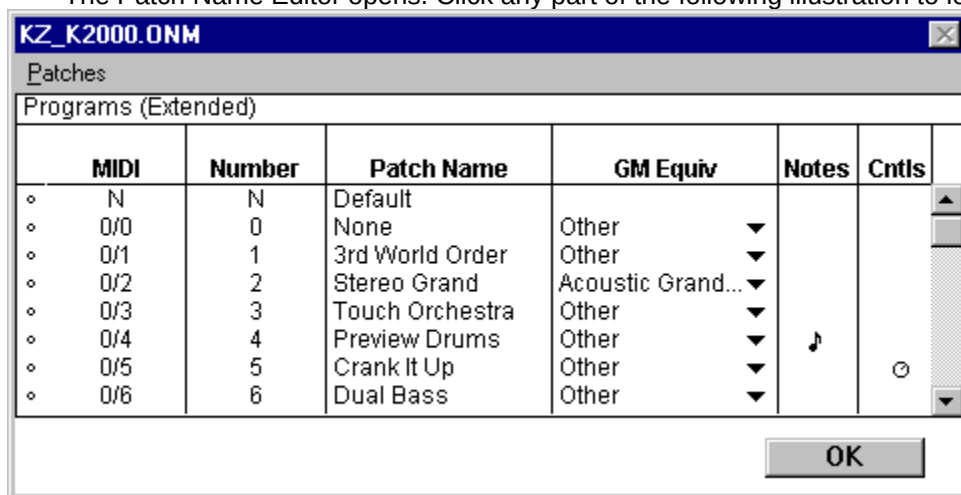 The Patch Name Editor opens. Click any part of the following illustration to le
KZ_K2000.ONM
Patches
Programs (Extended)
MIDI Number Patch Name GM Equiv Notes Cntls
N N Default
0/0 0 None Other
0/1 1 3rd World Order Other
0/2 2 Stereo Grand Acoustic Grand...
0/3 3 Touch Orchestra Other
0/4 4 Preview Drums Other
0/5 5 Crank It Up Other
0/6 6 Dual Bass Other
OK